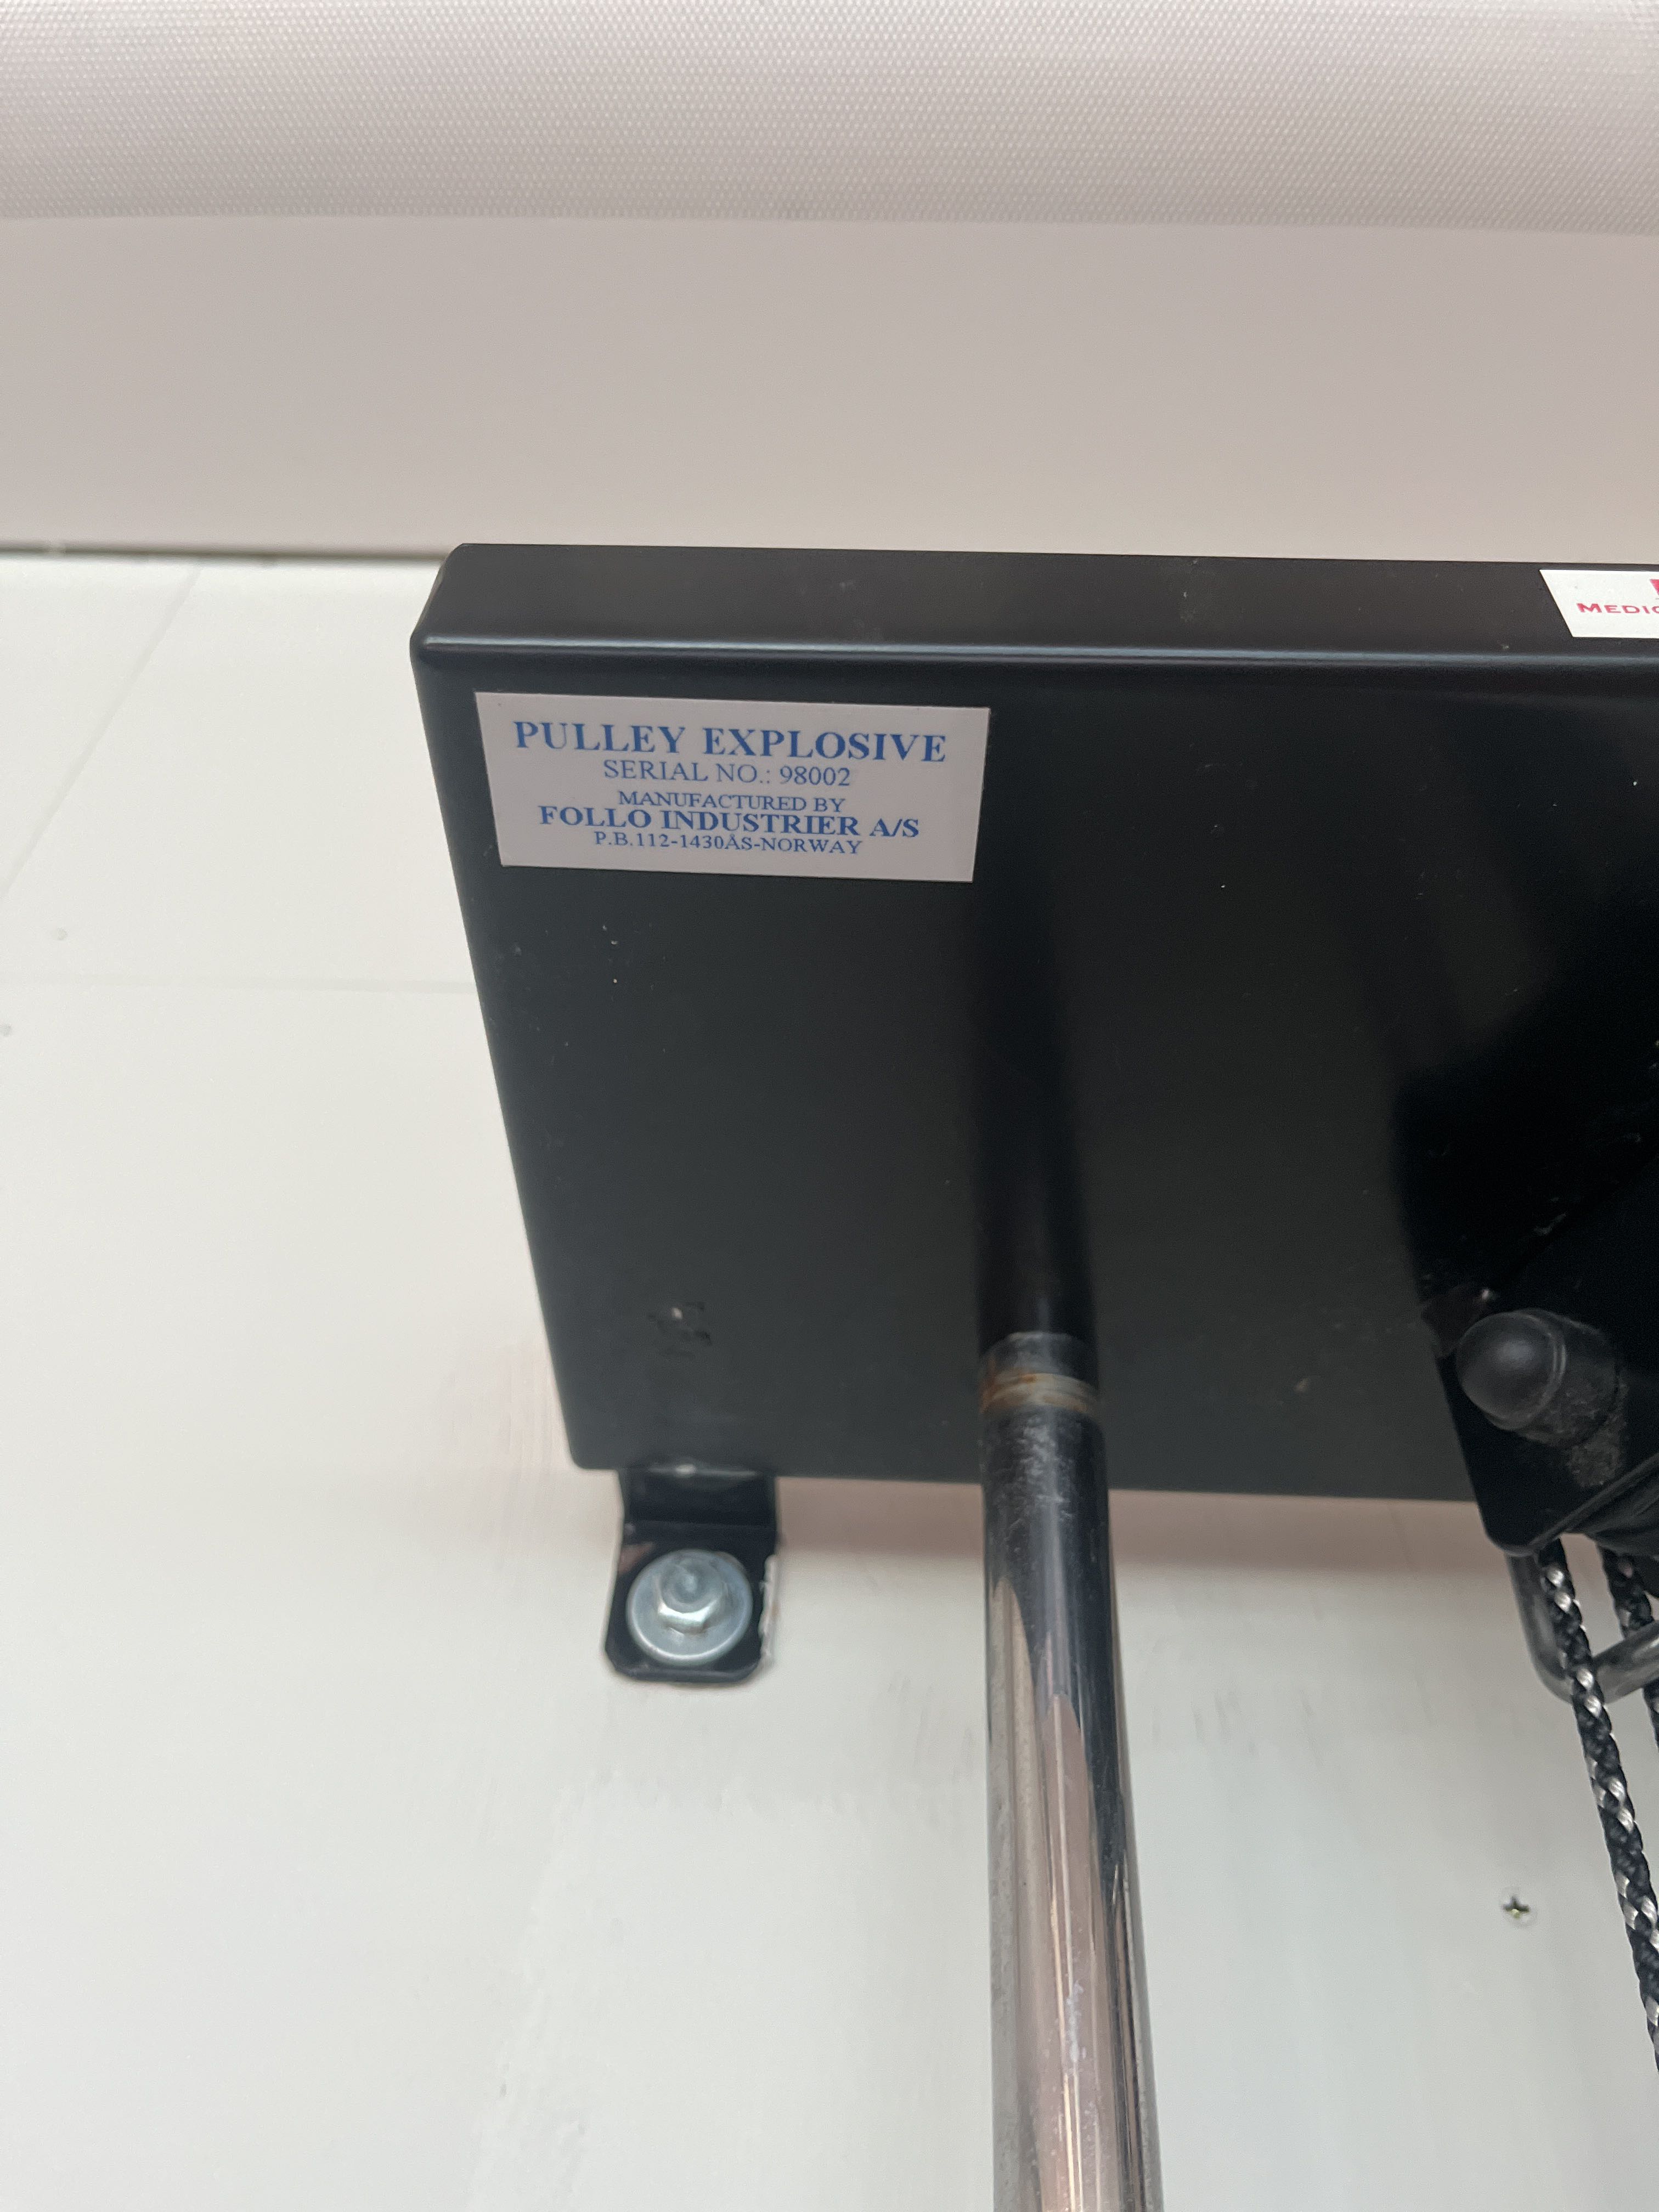 PULLEY EXPLOSIVE
SERIAL NO.: 98002
MANUFACTURED BY
FOLLO INDUSTRIER A/S
P.B.112-1430ÅS-NORWAY